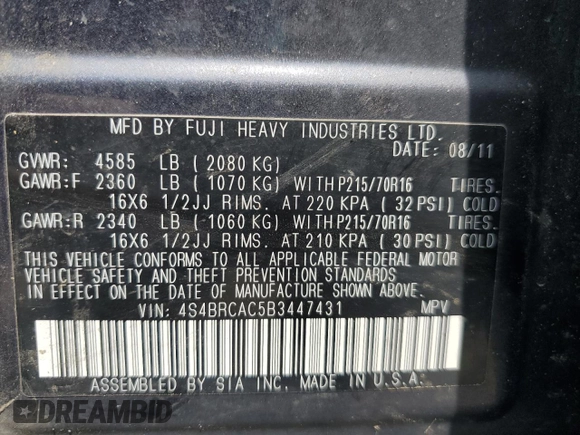 MFD BY FUJI HEAVY INDUSTRIES LTD.
DATE: 08/11
GVWR: 4585 LB ( 2080 KG)
GAWR:F 2360 LB ( 1070 KG) WITH P215/70R16 TIRES.
16X6 1/2JJ RIMS. AT 220 KPA ( 32 PSI) COLD
GAWR:R 2340 LB ( 1060 KG) WITH P215/70R16 TIRES.
16X6 1/2JJ RIMS. AT 210 KPA ( 30 PSI) COLD
THIS VEHICLE CONFORMS TO ALL APPLICABLE FEDERAL MOTOR
VEHICLE SAFETY AND THEFT PREVENTION STANDARDS
IN EFFECT ON THE DATE OF MANUFACTURE SHOWN ABOVE.
VIN: 4S4BRCAC5B3447431 MPV
ASSEMBLED BY SIA INC. MADE IN U.S.A.
DREAMBID